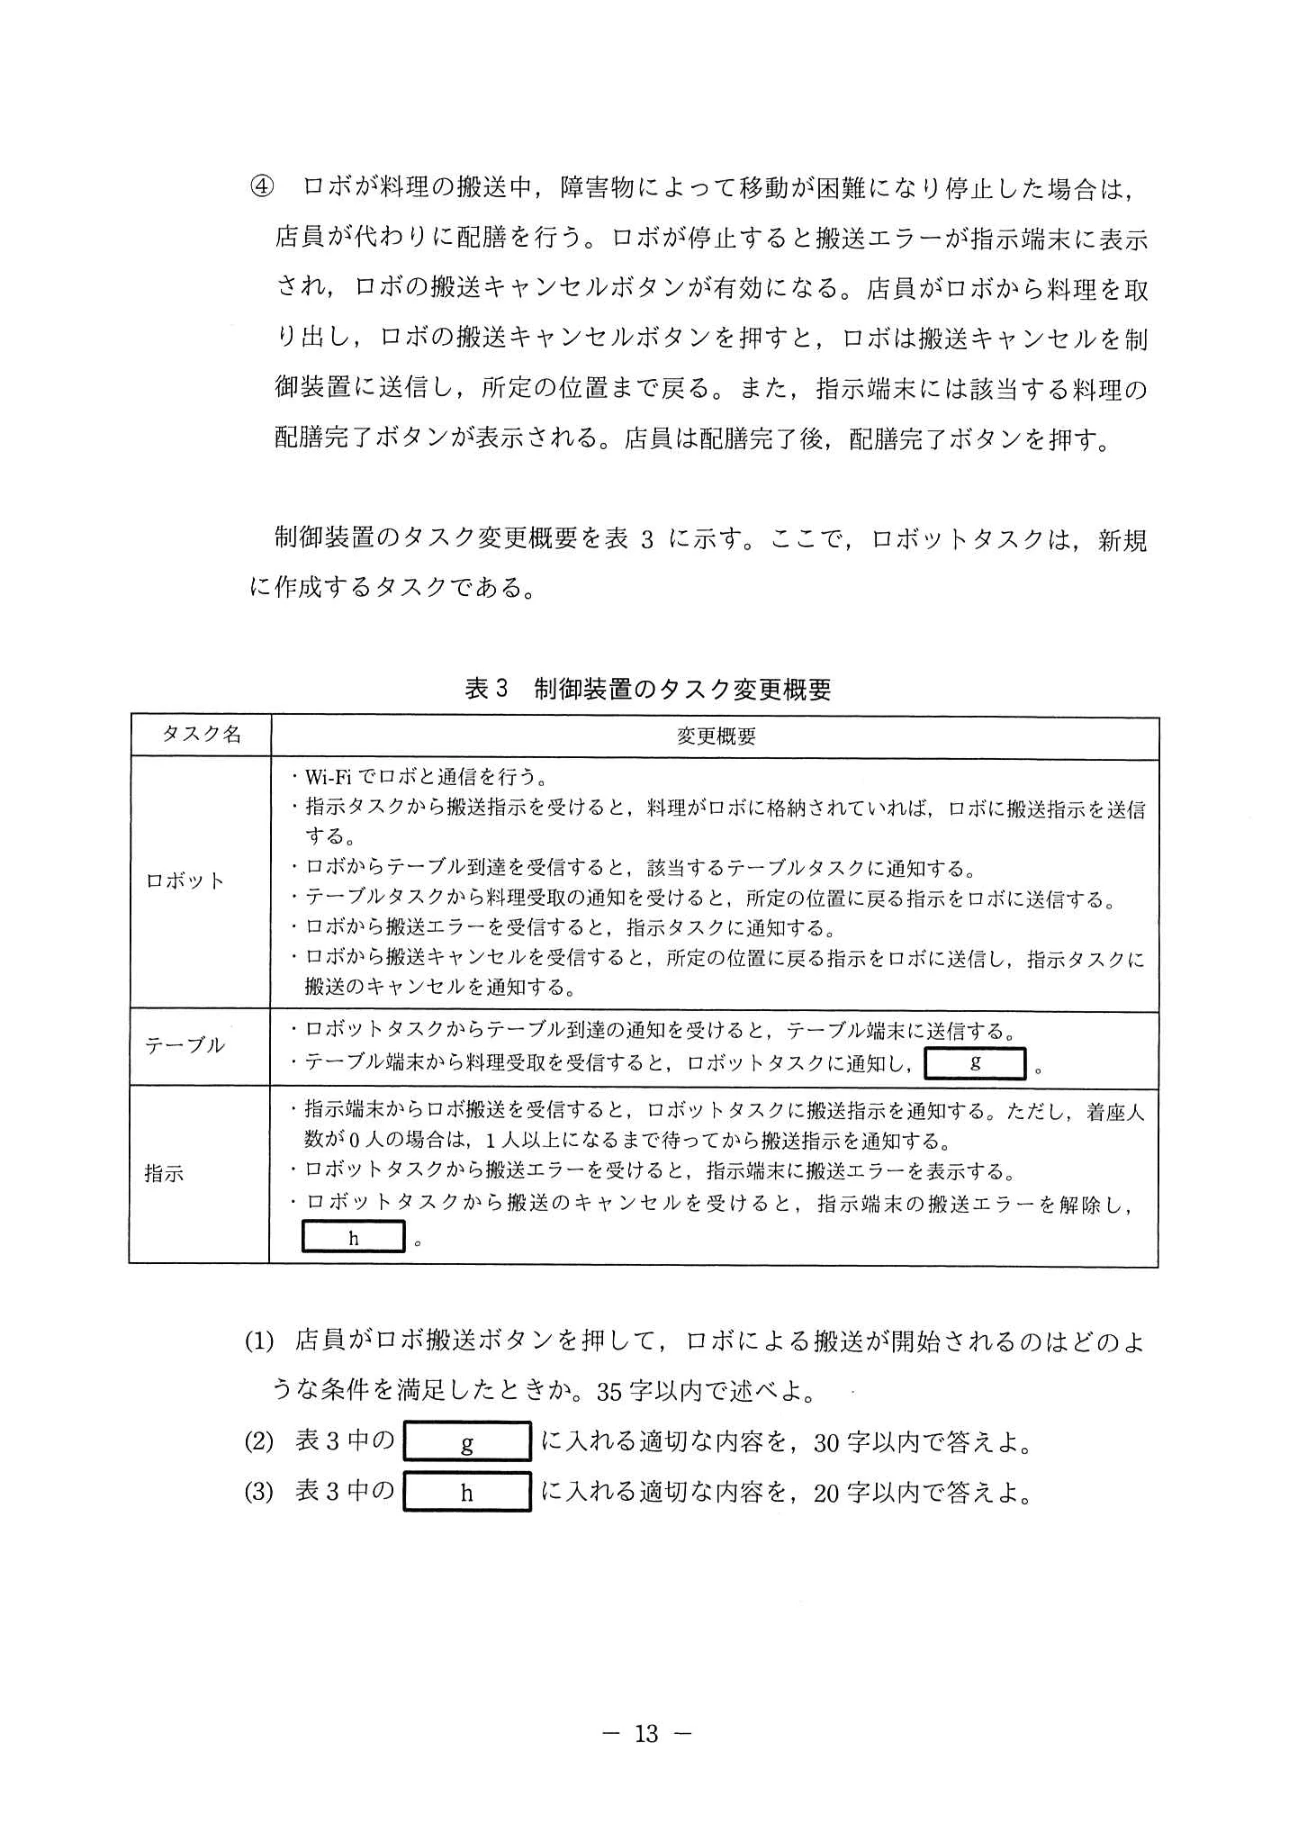 ④ ロボが料理の搬送中，障害物によって移動が困難になり停止した場合は，
店員が代わりに配膳を行う。ロボが停止すると搬送エラーが指示端末に表示
され，ロボの搬送キャンセルボタンが有効になる。店員がロボから料理を取
り出し，ロボの搬送キャンセルボタンを押すと，ロボは搬送キャンセルを制
御装置に送信し，所定の位置まで戻る。また，指示端末には該当する料理の
配膳完了ボタンが表示される。店員は配膳完了後，配膳完了ボタンを押す。
制御装置のタスク変更概要を表 3 に示す。ここで，ロボットタスクは，新規
に作成するタスクである。
表3 制御装置のタスク変更概要
タスク名 変更概要
ロボット
・Wi-Fi でロボと通信を行う。
・指示タスクから搬送指示を受けると，料理がロボに格納されていれば，ロボに搬送指示を送信
する。
・ロボからテーブル到達を受信すると，該当するテーブルタスクに通知する。
・テーブルタスクから料理受取の通知を受けると，所定の位置に戻る指示をロボに送信する。
・ロボから搬送エラーを受信すると，指示タスクに通知する。
・ロボから搬送キャンセルを受信すると，所定の位置に戻る指示をロボに送信し，指示タスクに
搬送のキャンセルを通知する。
テーブル
・ロボットタスクからテーブル到達の通知を受けると，テーブル端末に送信する。
・テーブル端末から料理受取を受信すると，ロボットタスクに通知し， g 。
指示
・指示端末からロボ搬送を受信すると，ロボットタスクに搬送指示を通知する。ただし，着座人
数が 0 人の場合は，1 人以上になるまで待ってから搬送指示を通知する。
・ロボットタスクから搬送エラーを受けると，指示端末に搬送エラーを表示する。
・ロボットタスクから搬送のキャンセルを受けると，指示端末の搬送エラーを解除し，
h 。
(1) 店員がロボ搬送ボタンを押して，ロボによる搬送が開始されるのはどのよ
うな条件を満足したときか。35 字以内で述べよ。
(2) 表 3 中の g に入れる適切な内容を，30 字以内で答えよ。
(3) 表 3 中の h に入れる適切な内容を，20 字以内で答えよ。
－ 13 －